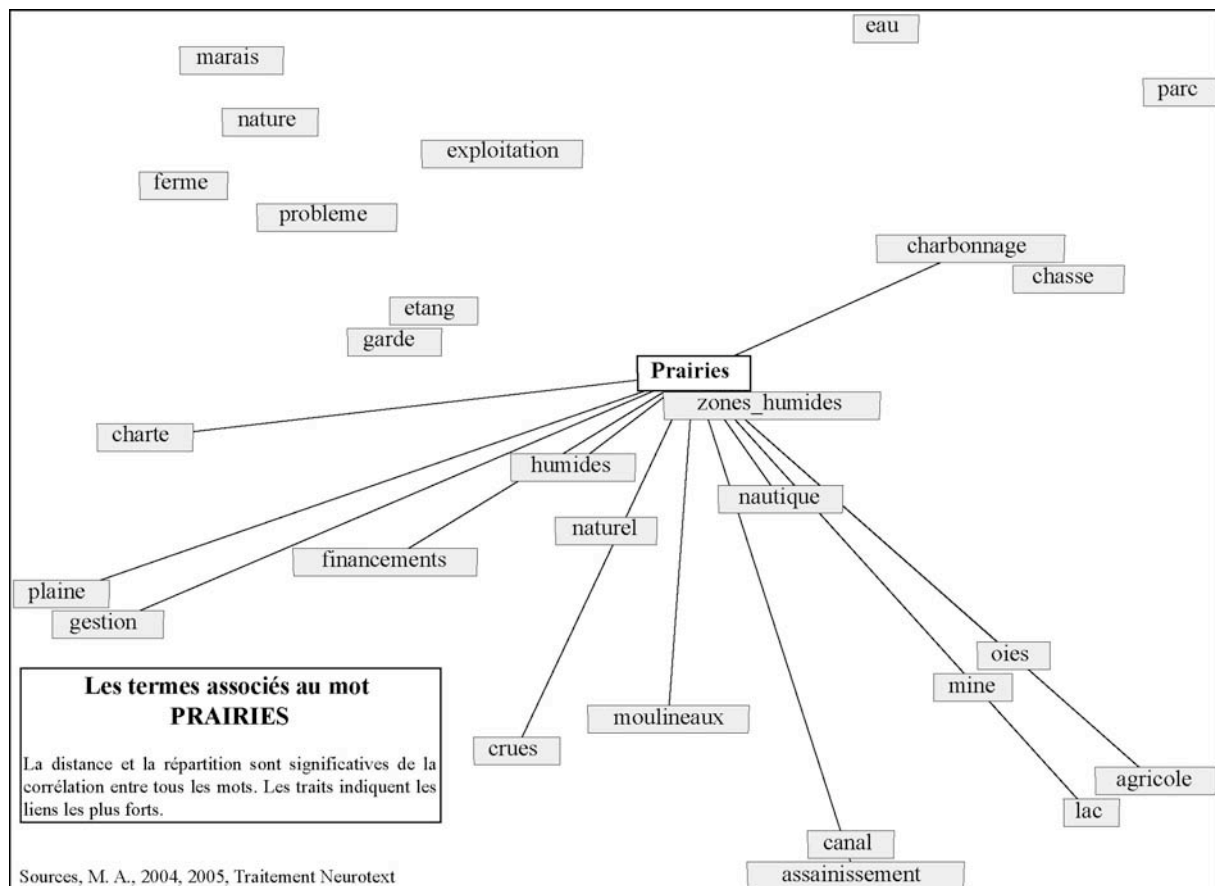 eau
marais
parc
nature
exploitation
ferme
probleme
charbonnage
chasse
etang
garde
Prairies
zones_humides
charte
humides
nautique
naturel
financements
plaine
gestion
oies
mine
moulineaux
crues
agricole
lac
canal
assainissement
Les termes associés au mot
PRAIRIES
La distance et la répartition sont significatives de la
corrélation entre tous les mots. Les traits indiquent les
liens les plus forts.
Sources, M. A., 2004, 2005, Traitement Neurotext